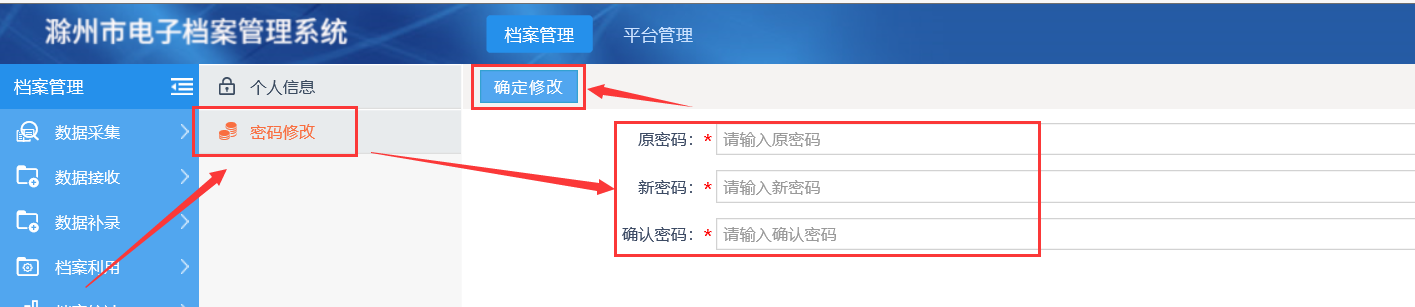 滁州市电子档案管理系统
档案管理
平台管理
档案管理
数据采集
数据接收
数据补录
档案利用
个人信息
密码修改
确定修改
原密码：* 请输入原密码
新密码：* 请输入新密码
确认密码：* 请输入确认密码